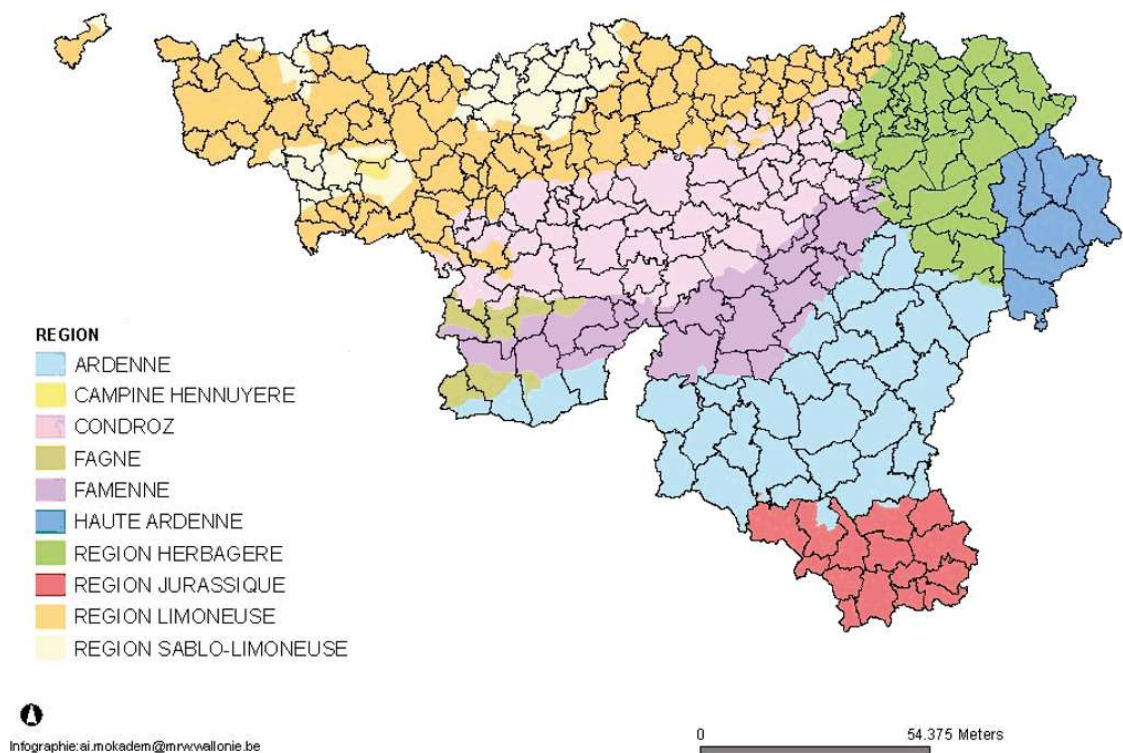 REGION
ARDENNE
CAMPINE HENNUYERE
CONDROZ
FAGNE
FAMENNE
HAUTE ARDENNE
REGION HERBAGERE
REGION JURASSIQUE
REGION LIMONEUSE
REGION SABLO-LIMONEUSE
Infographie:ai.mokadem@mrw.wallonie.be
0 54.375 Meters